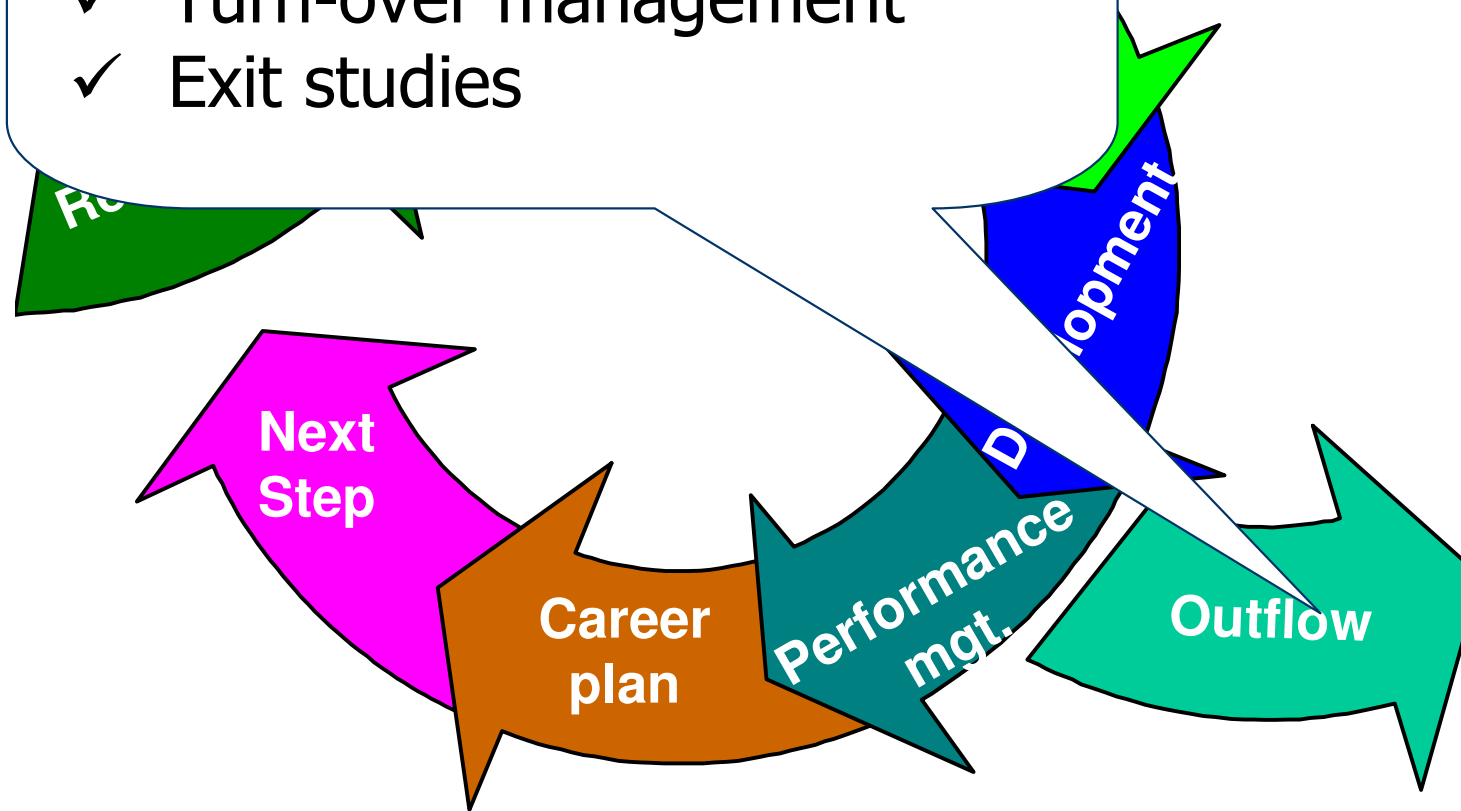 ✓ Turn-over management
✓ Exit studies
Next
Step
Career
plan
Performance
mgt.
Outflow